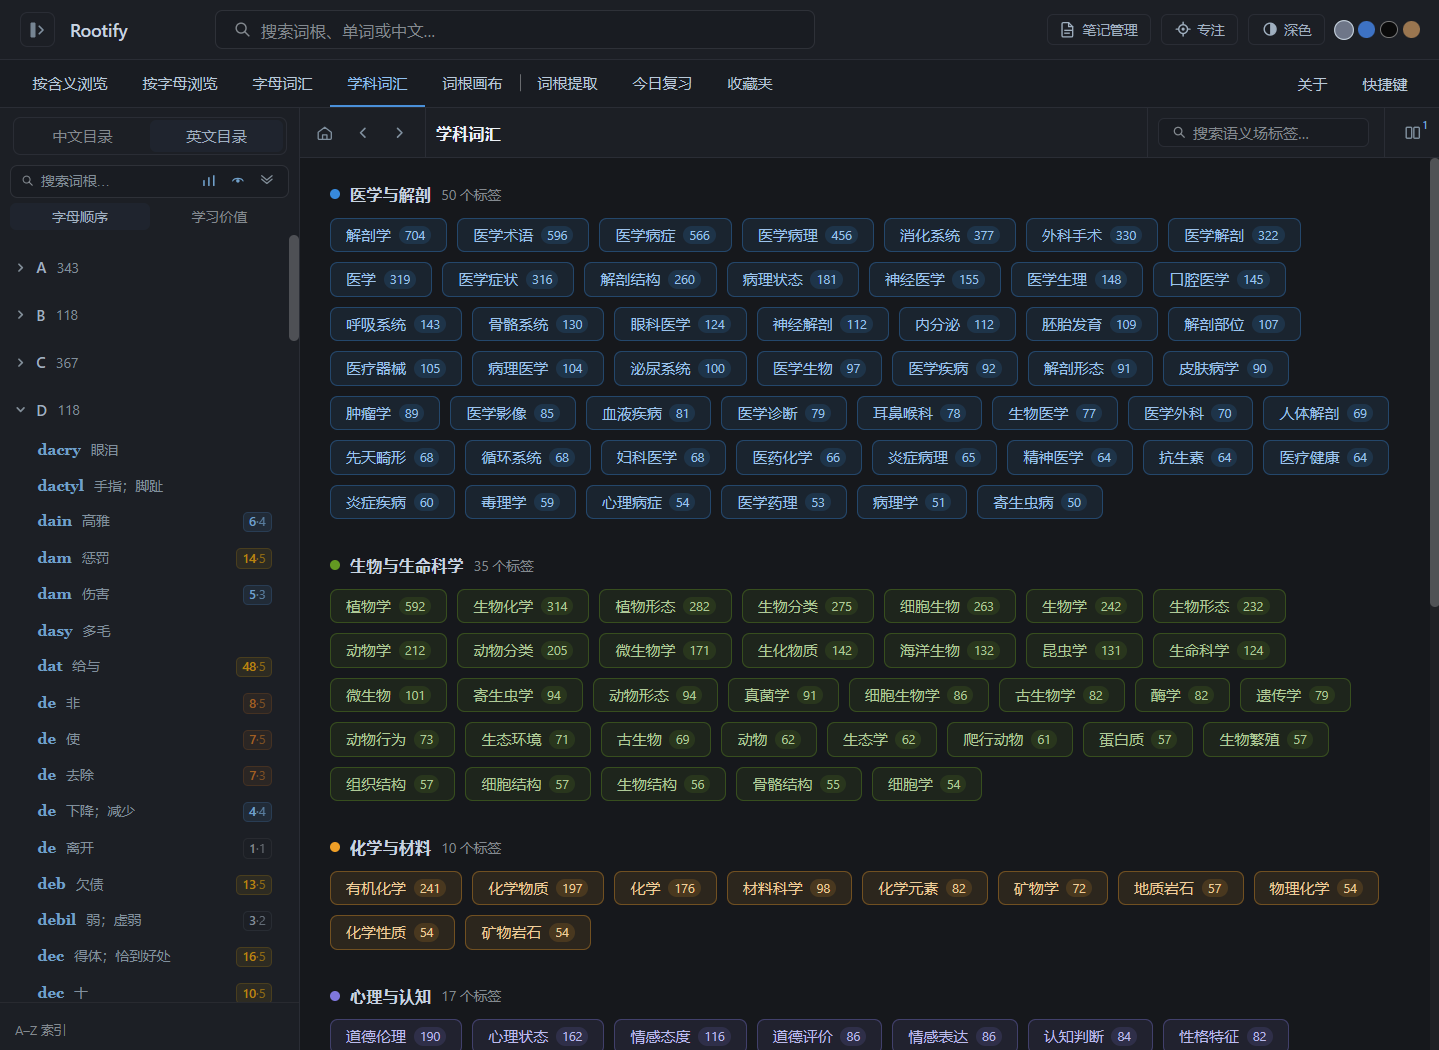 Rootify
搜索词根、单词或中文...
笔记管理
专注
深色
按含义浏览
按字母浏览
字母词汇
学科词汇
词根画布
词根提取
今日复习
收藏夹
关于
快捷键
中文目录
英文目录
搜索词根...
字母顺序
学习价值
A 343
B 118
C 367
D 118
dacry 眼泪
dactyl 手指；脚趾
dain 高雅 6·4
dam 惩罚 14·5
dam 伤害 5·3
dasy 多毛
dat 给与 48·5
de 非 8·5
de 使 7·5
de 去除 7·3
de 下降；减少 4·4
de 离开 1·1
deb 欠债 13·5
debil 弱；虚弱 3·2
dec 得体；恰到好处 16·5
dec 十 10·5
A–Z 索引
学科词汇
搜索语义场标签...
1
医学与解剖 50 个标签
解剖学 704 医学术语 596 医学病症 566 医学病理 456 消化系统 377 外科手术 330 医学解剖 322
医学 319 医学症状 316 解剖结构 260 病理状态 181 神经医学 155 医学生理 148 口腔医学 145
呼吸系统 143 骨骼系统 130 眼科医学 124 神经解剖 112 内分泌 112 胚胎发育 109 解剖部位 107
医疗器械 105 病理医学 104 泌尿系统 100 医学生物 97 医学疾病 92 解剖形态 91 皮肤病学 90
肿瘤学 89 医学影像 85 血液疾病 81 医学诊断 79 耳鼻喉科 78 生物医学 77 医学外科 70 人体解剖 69
先天畸形 68 循环系统 68 妇科医学 68 医药化学 66 炎症病理 65 精神医学 64 抗生素 64 医疗健康 64
炎症疾病 60 毒理学 59 心理病症 54 医学药理 53 病理学 51 寄生虫病 50
生物与生命科学 35 个标签
植物学 592 生物化学 314 植物形态 282 生物分类 275 细胞生物 263 生物学 242 生物形态 232
动物学 212 动物分类 205 微生物学 171 生化物质 142 海洋生物 132 昆虫学 131 生命科学 124
微生物 101 寄生虫学 94 动物形态 94 真菌学 91 细胞生物学 86 古生物学 82 酶学 82 遗传学 79
动物行为 73 生态环境 71 古生物 69 动物 62 生态学 62 爬行动物 61 蛋白质 57 生物繁殖 57
组织结构 57 细胞结构 57 生物结构 56 骨骼结构 55 细胞学 54
化学与材料 10 个标签
有机化学 241 化学物质 197 化学 176 材料科学 98 化学元素 82 矿物学 72 地质岩石 57 物理化学 54
化学性质 54 矿物岩石 54
心理与认知 17 个标签
道德伦理 190 心理状态 162 情感态度 116 道德评价 86 情感表达 86 认知判断 84 性格特征 82